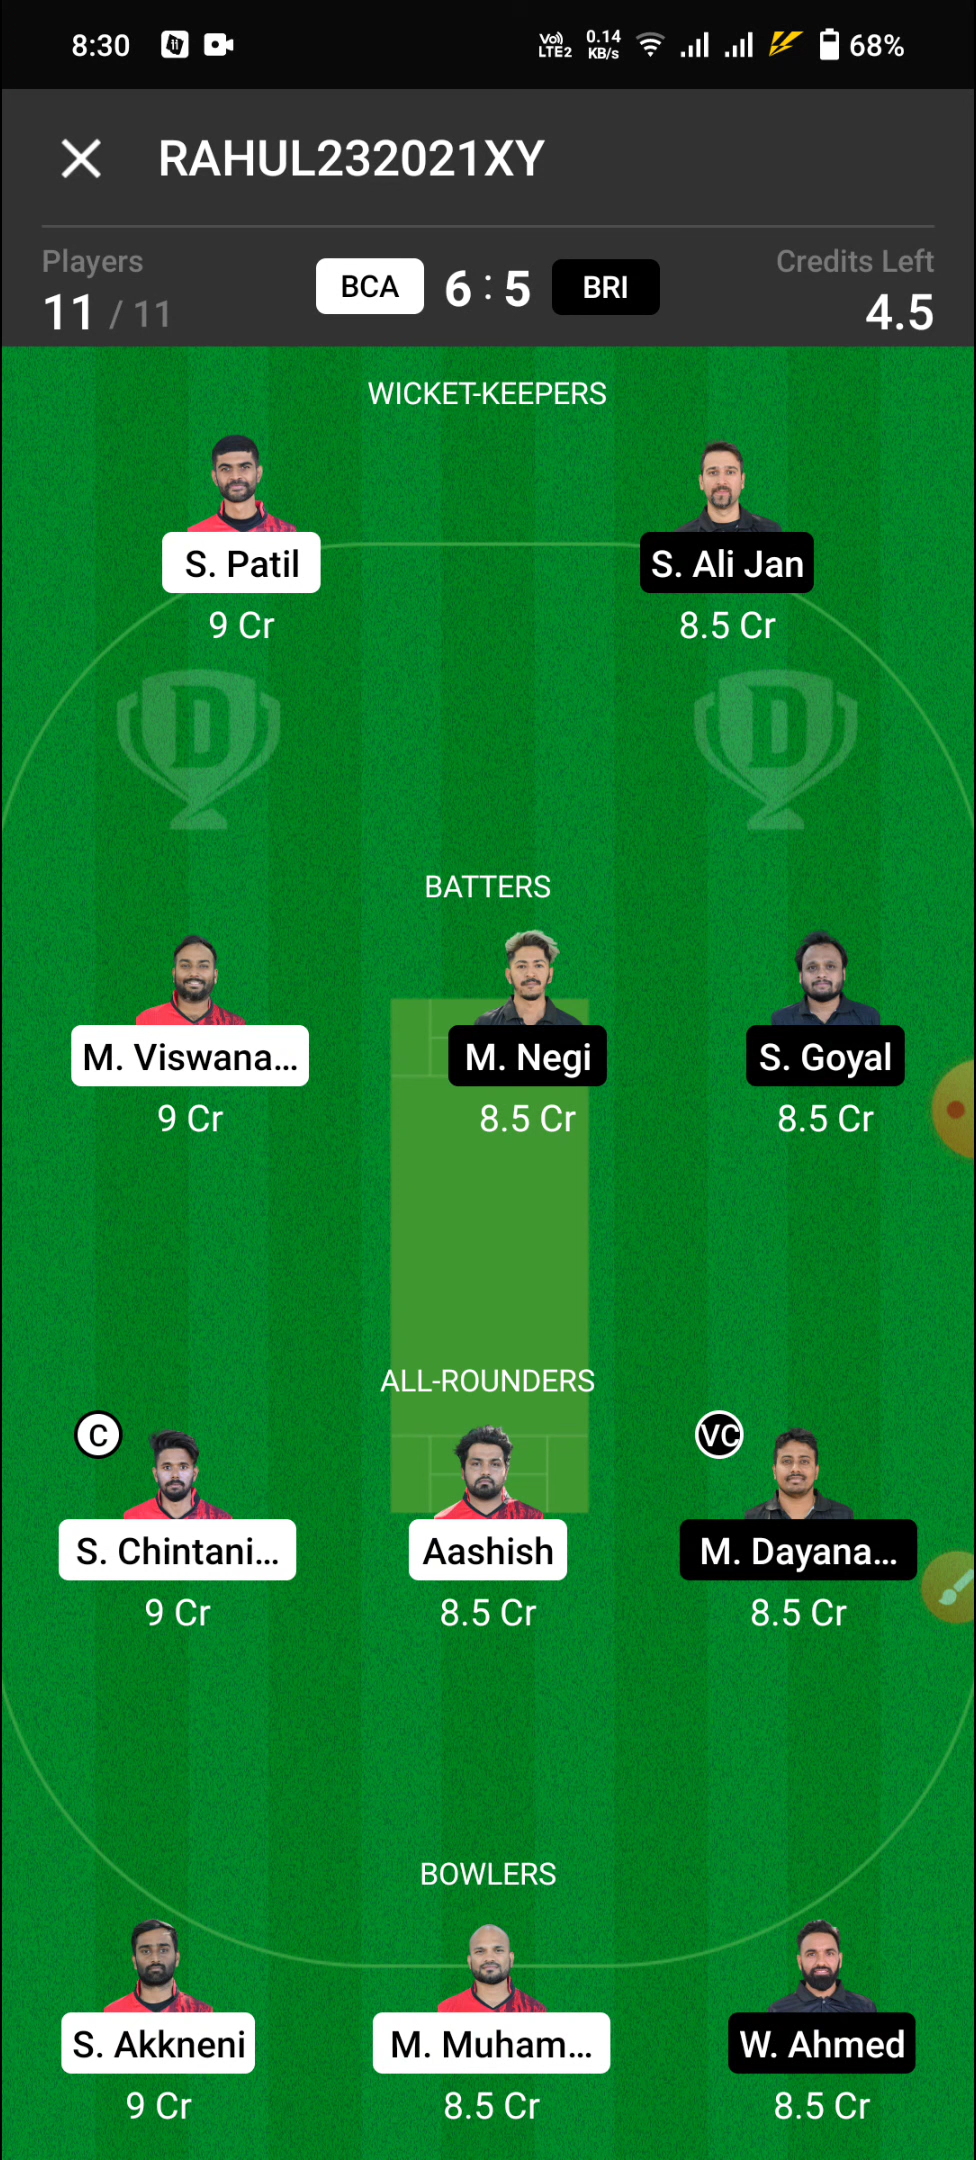 8:30 Vo) LTE2 0.14 KB/s 68%
RAHUL232021XY
Players Credits Left
11 / 11 BCA 6 : 5 BRI 4.5
WICKET-KEEPERS
S. Patil S. Ali Jan
9 Cr 8.5 Cr
D D
BATTERS
M. Viswana... M. Negi S. Goyal
9 Cr 8.5 Cr 8.5 Cr
ALL-ROUNDERS
C VC
S. Chintani... Aashish M. Dayana...
9 Cr 8.5 Cr 8.5 Cr
BOWLERS
S. Akkneni M. Muham... W. Ahmed
9 Cr 8.5 Cr 8.5 Cr